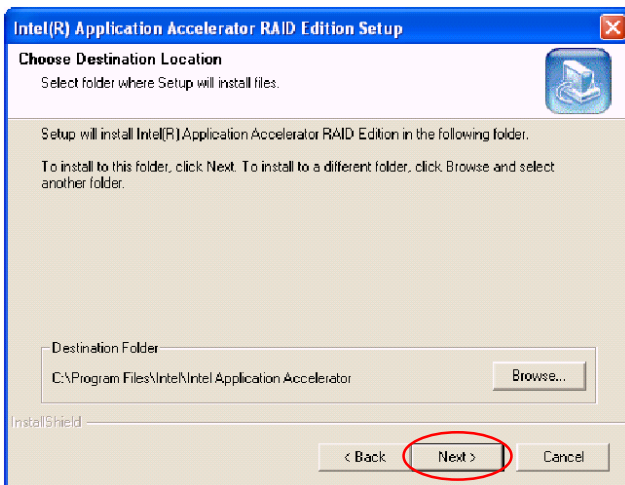 Intel(R) Application Accelerator RAID Edition Setup
Choose Destination Location
Select folder where Setup will install files.
Setup will install Intel(R) Application Accelerator RAID Edition in the following folder.
To install to this folder, click Next. To install to a different folder, click Browse and select
another folder.
Destination Folder
C:\Program Files\Intel\Intel Application Accelerator
Browse...
InstallShield
< Back
Next >
Cancel